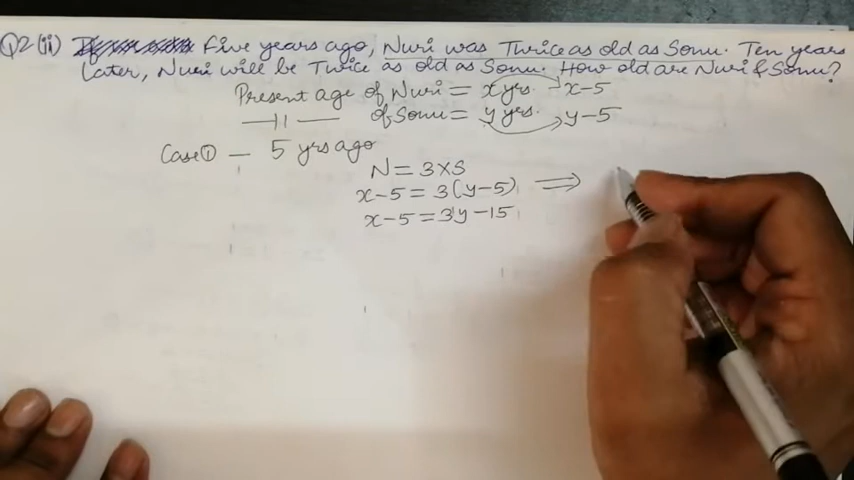 Q2(ii) Five years ago, Nuri was Thrice as old as Sonu. Ten years
later, Nuri will be Twice as old as Sonu. How old are Nuri & Sonu?
Present age of Nuri = x yrs. → x-5
—11— of Sonu = y yrs. → y-5
Case① — 5 yrs ago
N = 3×S
x-5 = 3(y-5) ⇒
x-5 = 3y-15